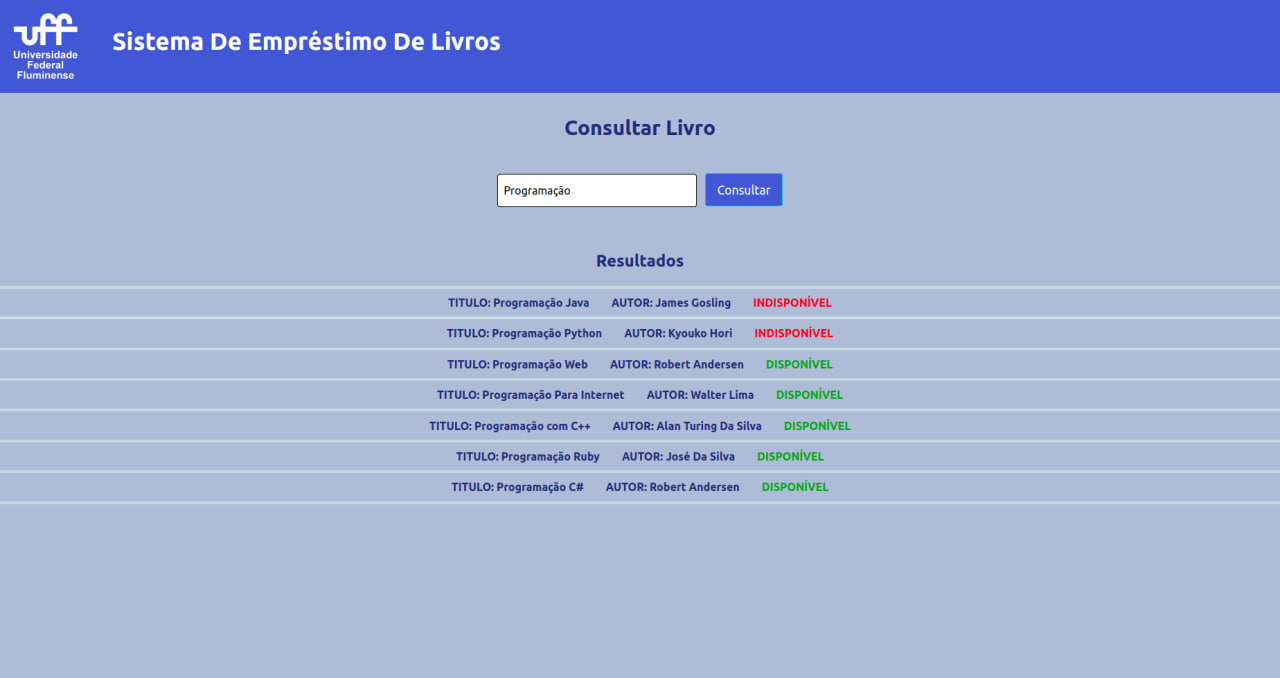 uff
Universidade
Federal
Fluminense
Sistema De Empréstimo De Livros
Consultar Livro
Programação Consultar
Resultados
TITULO: Programação Java AUTOR: James Gosling INDISPONÍVEL
TITULO: Programação Python AUTOR: Kyouko Hori INDISPONÍVEL
TITULO: Programação Web AUTOR: Robert Andersen DISPONÍVEL
TITULO: Programação Para Internet AUTOR: Walter Lima DISPONÍVEL
TITULO: Programação com C++ AUTOR: Alan Turing Da Silva DISPONÍVEL
TITULO: Programação Ruby AUTOR: José Da Silva DISPONÍVEL
TITULO: Programação C# AUTOR: Robert Andersen DISPONÍVEL